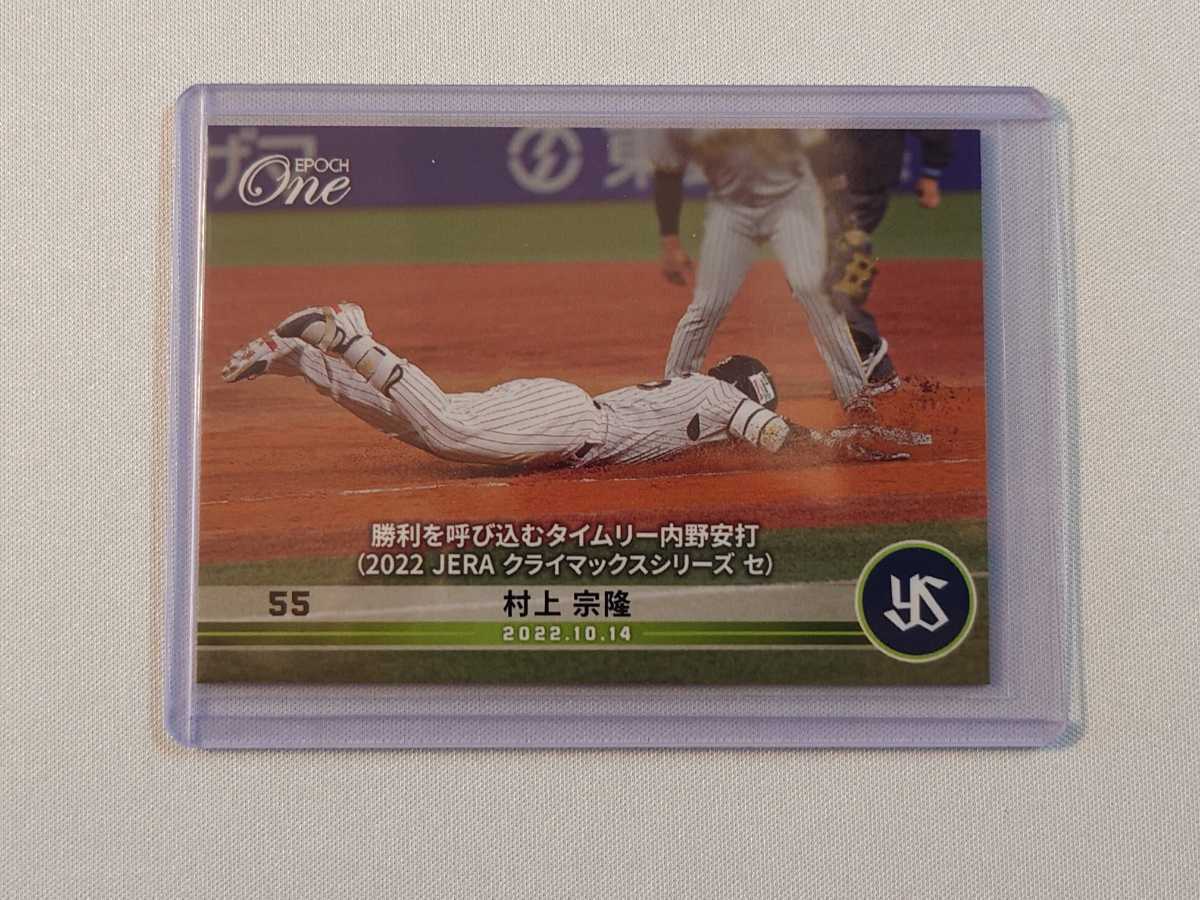 EPOCH
One
勝利を呼び込むタイムリー内野安打
(2022 JERA クライマックスシリーズ セ)
55
村上 宗隆
2022.10.14
YS